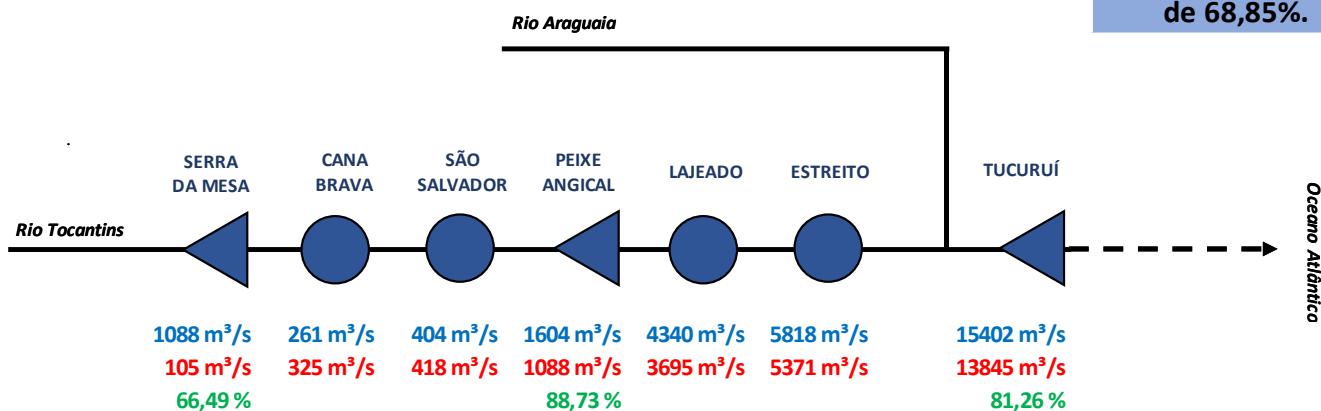 de 68,85%.
Rio Araguaia
SERRA
DA MESA
CANA
BRAVA
SÃO
SALVADOR
PEIXE
ANGICAL
LAJEADO
ESTREITO
TUCURUÍ
Rio Tocantins
Oceano Atlântico
1088 m³/s 261 m³/s 404 m³/s 1604 m³/s 4340 m³/s 5818 m³/s 15402 m³/s
105 m³/s 325 m³/s 418 m³/s 1088 m³/s 3695 m³/s 5371 m³/s 13845 m³/s
66,49 % 88,73 % 81,26 %